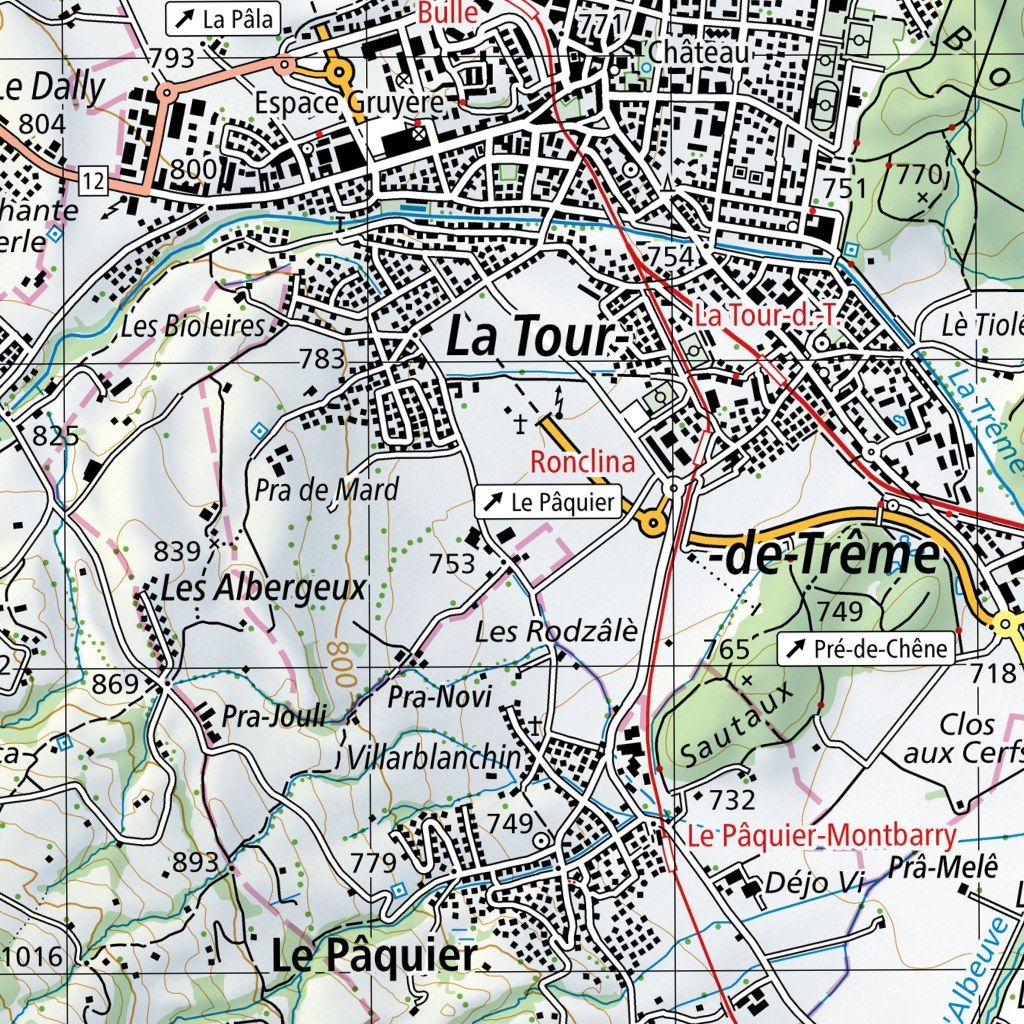 La Pâla
Bulle
771
Château
B
o
793
Le Dally
804
Espace Gruyère
12
800
751
770
754
Les Bioleires
La Tour-d.-T.
Lè Tiole
La Tour-
783
La Trême
825
Ronclina
Pra de Mard
Le Pâquier
839
753
-de-Trême
Les Albergeux
749
Les Rodzâlè
765
Pré-de-Chêne
800
869
718
Pra-Novi
Pra-Jouli
Sautaux
Clos
aux Cerfs
Villarblanchin
732
749
Le Pâquier-Montbarry
893
779
Déjo Vi
Prâ-Melê
1016
Le Pâquier
l'Albeuve